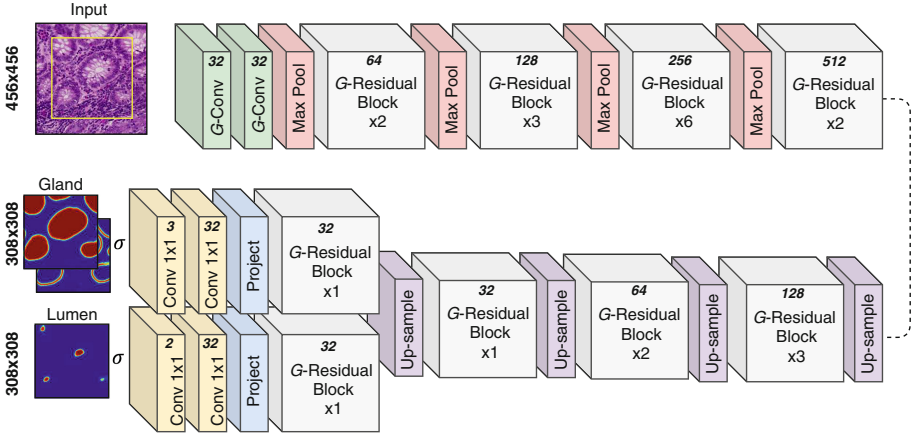 Input
456x456
32
G-Conv
32
G-Conv
Max Pool
64
G-Residual
Block
x2
Max Pool
128
G-Residual
Block
x3
Max Pool
256
G-Residual
Block
x6
Max Pool
512
G-Residual
Block
x2
Gland
308x308
σ
3
Conv 1x1
32
Conv 1x1
Project
32
G-Residual
Block
x1
Lumen
308x308
σ
2
Conv 1x1
32
Conv 1x1
Project
32
G-Residual
Block
x1
Up-sample
32
G-Residual
Block
x1
Up-sample
64
G-Residual
Block
x2
Up-sample
128
G-Residual
Block
x3
Up-sample